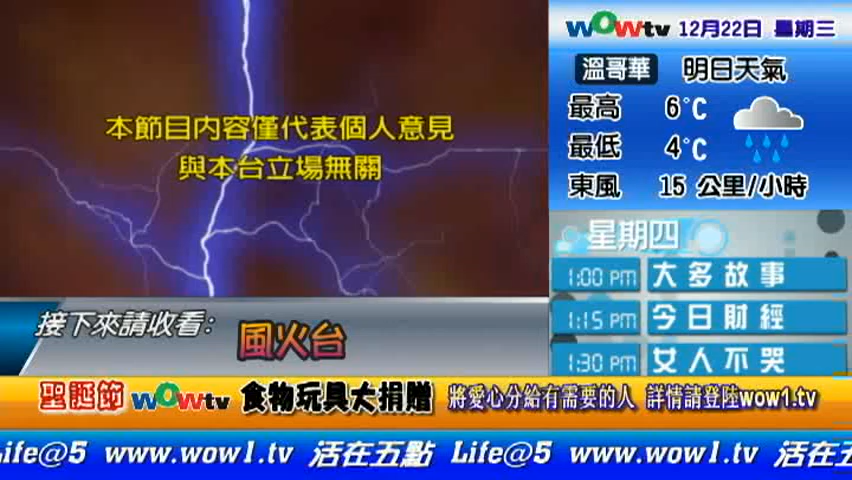 本節目内容僅代表個人意見
與本台立場無關
接下來請收看:
風火台
WOWtv 12月22日 星期三
溫哥華 明日天氣
最高 6°C
最低 4°C
東風 15 公里/小時
星期四
1:00 PM 大多故事
1:15 PM 今日財經
1:30 PM 女人不哭
聖誕節 WOWtv 食物玩具大捐贈 將愛心分給有需要的人 詳情請登陸wow1.tv
Life@5 www.wow1.tv 活在五點 Life@5 www.wow1.tv 活在五